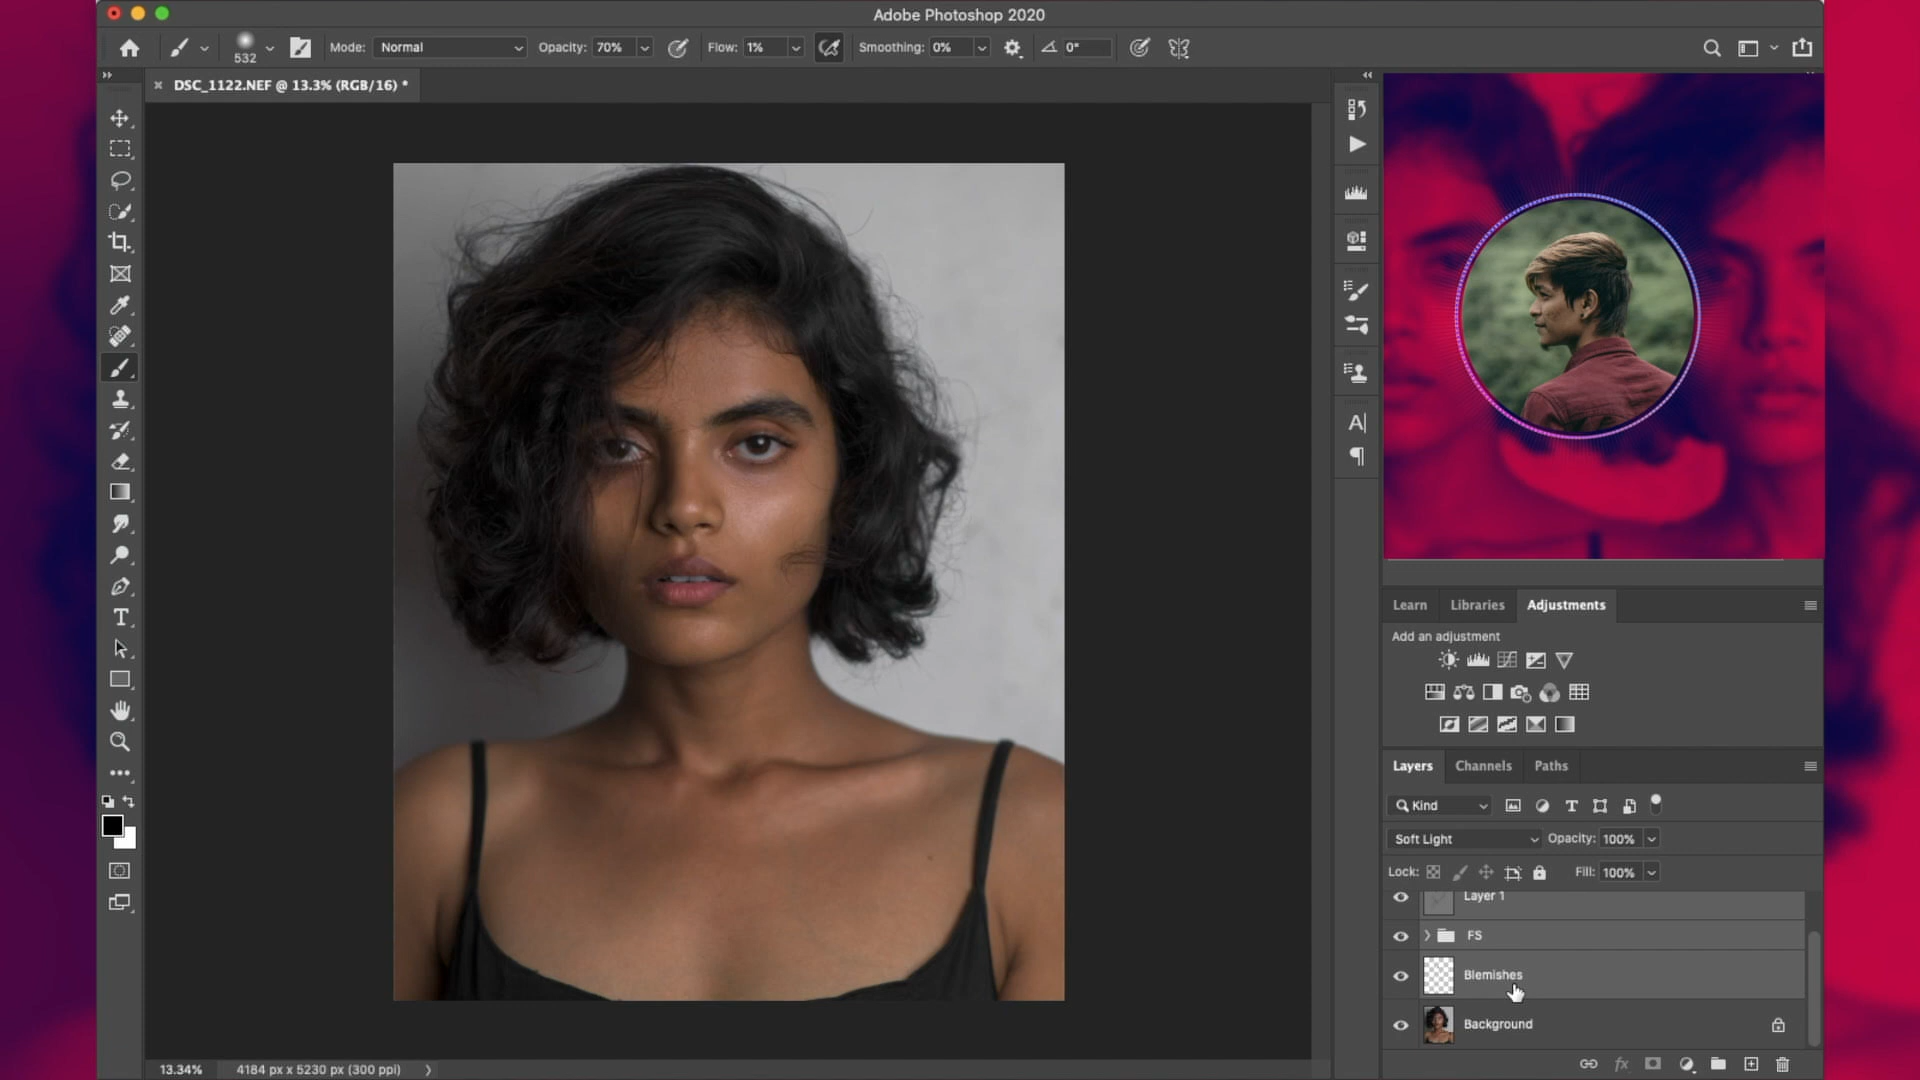 Adobe Photoshop 2020
532
Mode: Normal
Opacity: 70%
Flow: 1%
Smoothing: 0%
0°
DSC_1122.NEF @ 13.3% (RGB/16) *
Learn Libraries Adjustments
Add an adjustment
Layers Channels Paths
Kind
Soft Light Opacity: 100%
Lock: Fill: 100%
Layer 1
FS
Blemishes
Background
fx
13.34% 4184 px x 5230 px (300 ppi)